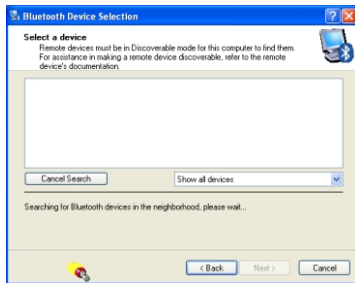 Bluetooth Device Selection
Select a device
Remote devices must be in Discoverable mode for this computer to find them.
For assistance in making a remote device discoverable, refer to the remote
device's documentation.
Cancel Search
Show all devices
Searching for Bluetooth devices in the neighborhood, please wait...
< Back
Next >
Cancel